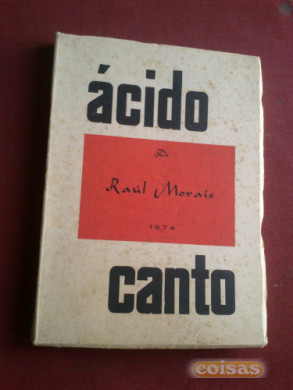 ácido
De
Raúl Morais
1974
canto
coisas